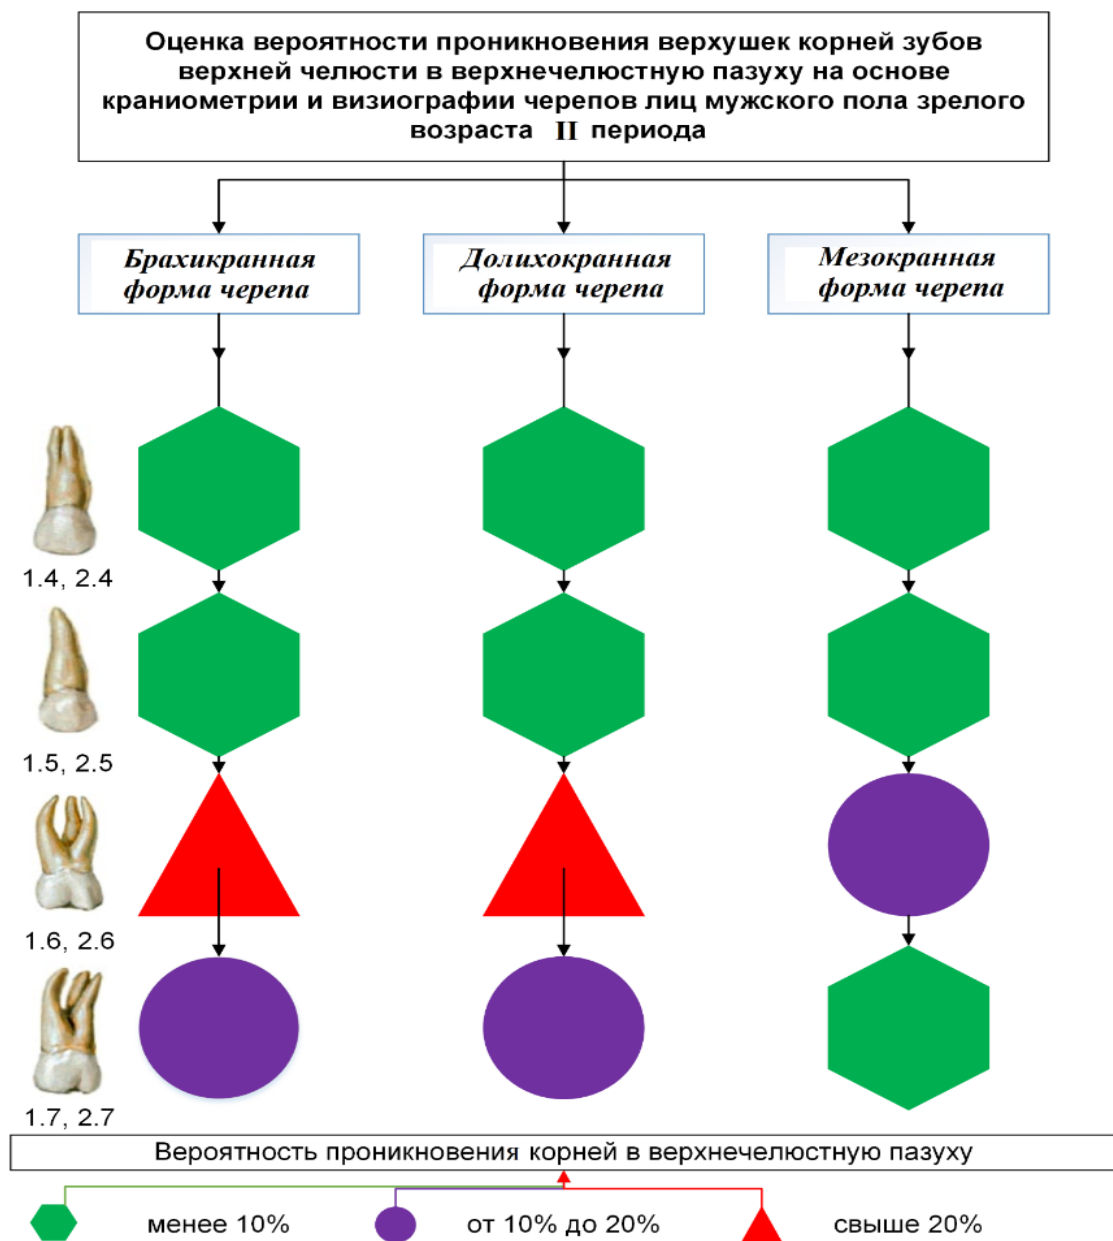 Оценка вероятности проникновения верхушек корней зубов
верхней челюсти в верхнечелюстную пазуху на основе
краниометрии и визиографии черепов лиц мужского пола зрелого
возраста II периода
Брахикранная
форма черепа
Долихокранная
форма черепа
Мезокранная
форма черепа
1.4, 2.4
1.5, 2.5
1.6, 2.6
1.7, 2.7
Вероятность проникновения корней в верхнечелюстную пазуху
менее 10%
от 10% до 20%
свыше 20%